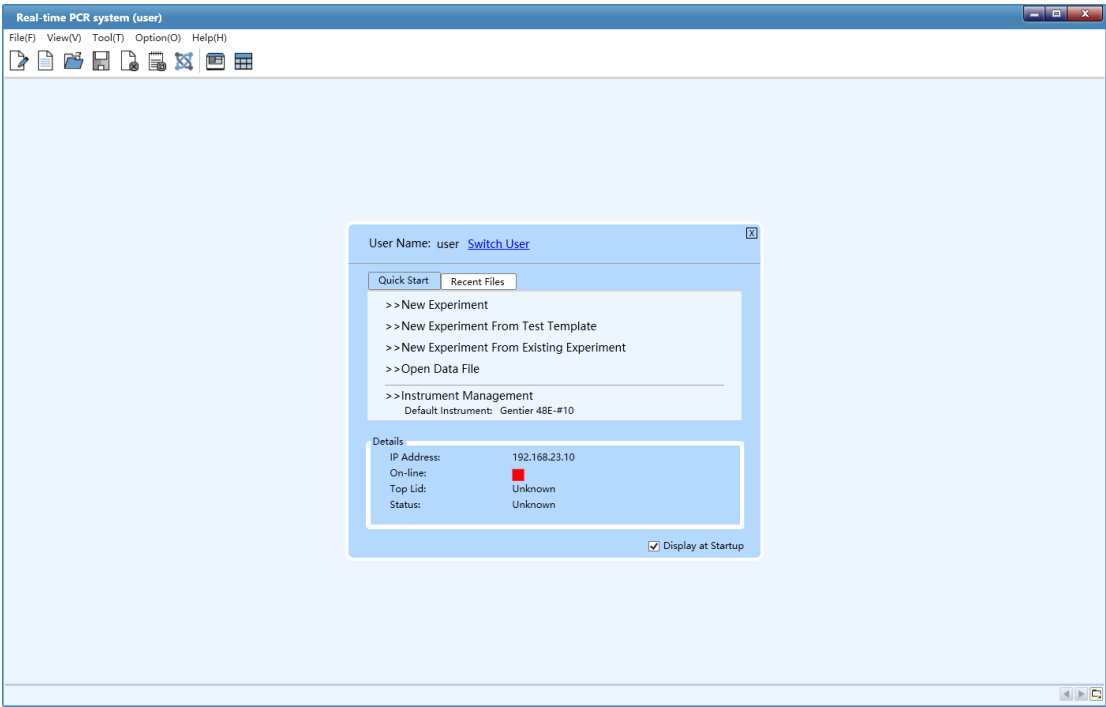 Real-time PCR system (user)
File(F) View(V) Tool(T) Option(O) Help(H)
User Name: user Switch User
X
Quick Start Recent Files
>>New Experiment
>>New Experiment From Test Template
>>New Experiment From Existing Experiment
>>Open Data File
>>Instrument Management
Default Instrument: Gentier 48E-#10
Details
IP Address: 192.168.23.10
On-line:
Top Lid: Unknown
Status: Unknown
Display at Startup